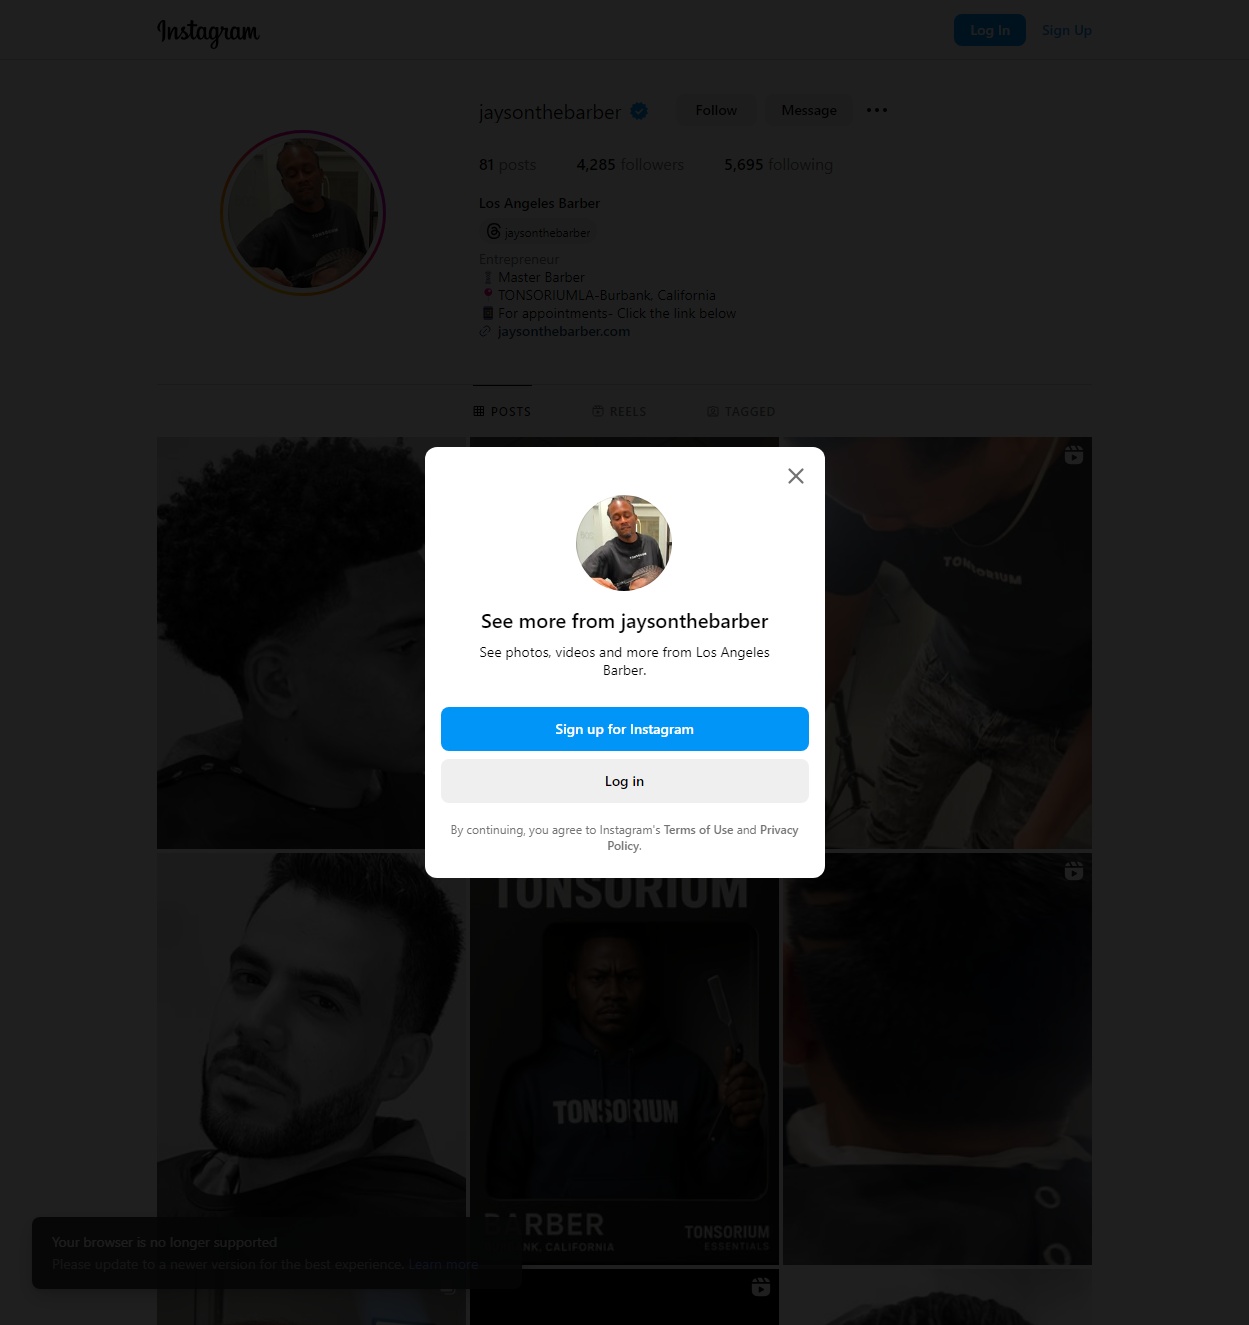 Instagram
Log In
Sign Up
jaysonthebarber
Follow
Message
81 posts
4,285 followers
5,695 following
Los Angeles Barber
jaysonthebarber
Entrepreneur
💈 Master Barber
📍 TONSORIUMLA-Burbank, California
For appointments- Click the link below
jaysonthebarber.com
POSTS
REELS
TAGGED
TONSORIUM
See more from jaysonthebarber
See photos, videos and more from Los Angeles
Barber.
Sign up for Instagram
Log in
By continuing, you agree to Instagram's Terms of Use and Privacy
Policy.
TONSORIUM
TONSORIUM
BARBER
NK, CALIFORNIA
TONSORIUM
ESSENTIALS
Your browser is no longer supported
Please update to a newer version for the best experience. Learn more